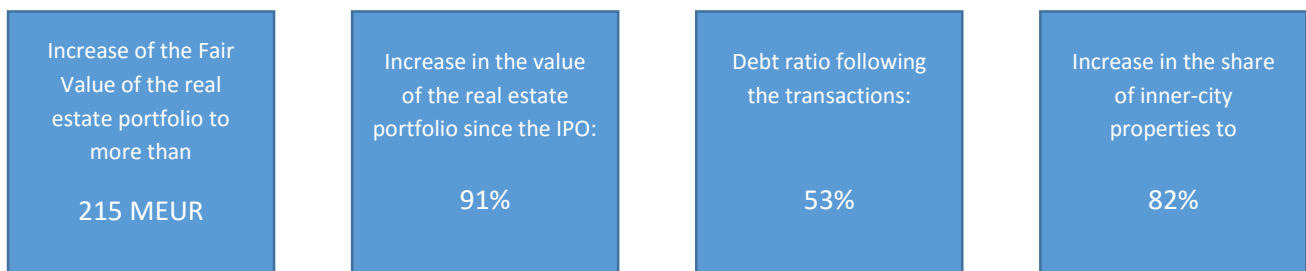 Increase of the Fair
Value of the real
estate portfolio to
more than
215 MEUR
Increase in the value
of the real estate
portfolio since the IPO:
91%
Debt ratio following
the transactions:
53%
Increase in the share
of inner-city
properties to
82%